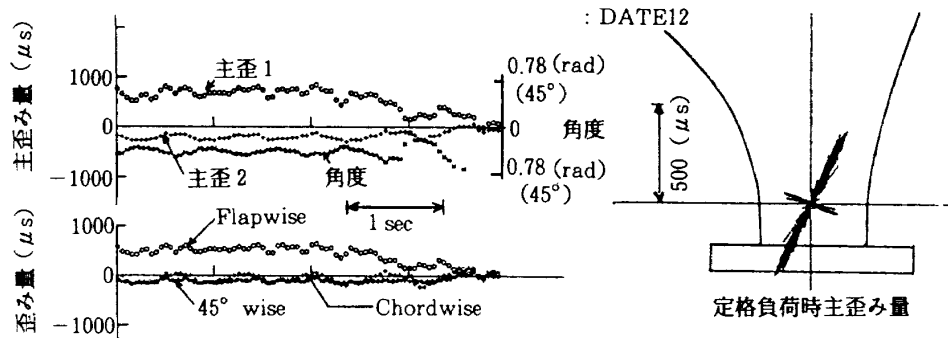 : DATE12
主歪み量 (μs)
1000
0
−1000
主歪1
主歪2
角度
0.78 (rad)
(45°)
0
角度
0.78 (rad)
(45°)
1 sec
歪み量 (μs)
1000
0
−1000
Flapwise
45° wise
Chordwise
500 (μs)
定格負荷時主歪み量